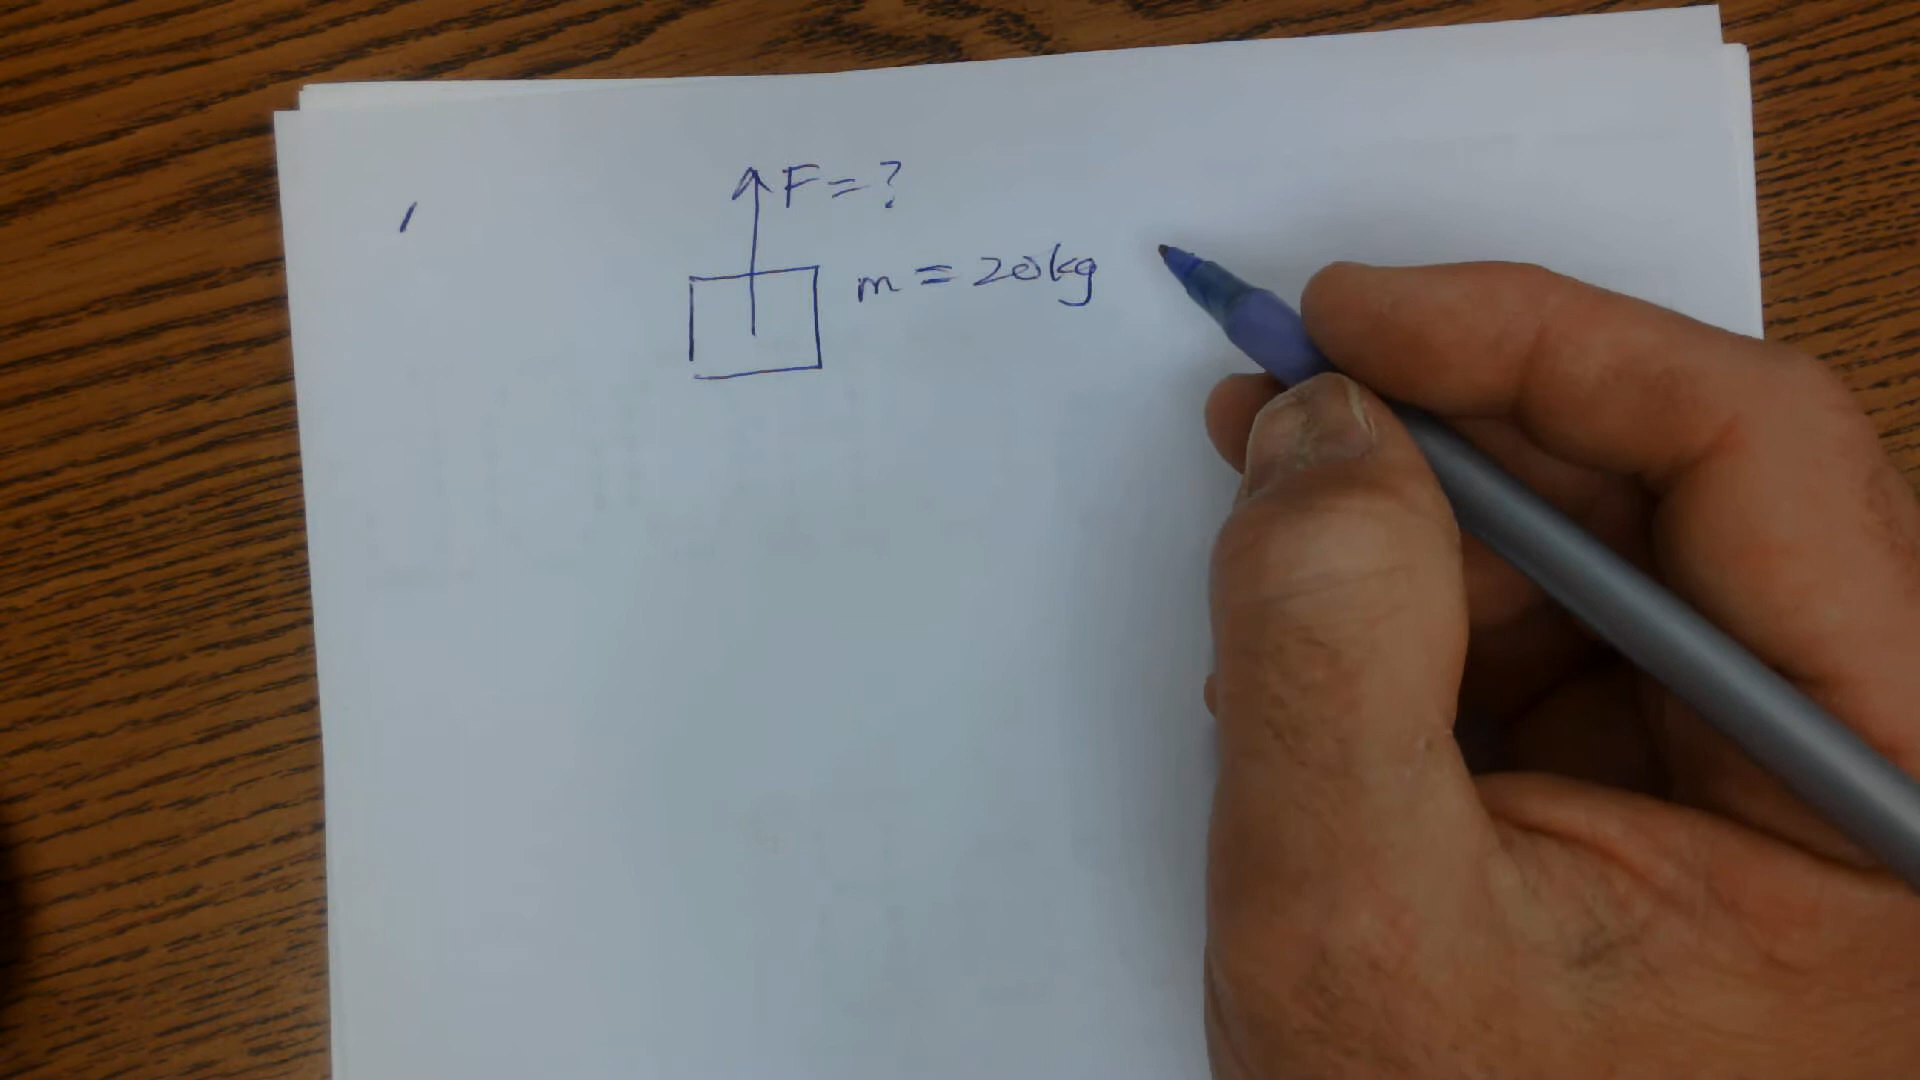 F = ?
m = 20kg